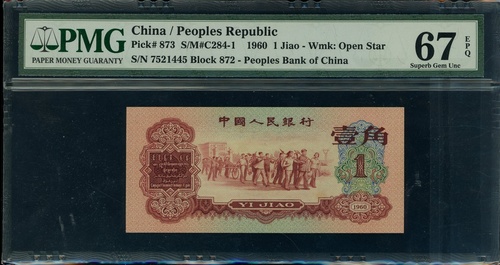 PMG
PAPER MONEY GUARANTY
China / Peoples Republic
Pick# 873 S/M#C284-1 1960 1 Jiao - Wmk: Open Star
S/N 7521445 Block 872 - Peoples Bank of China
67 EPQ
Superb Gem Unc
中國人民银行
壹角
1
YI JIAO
1960